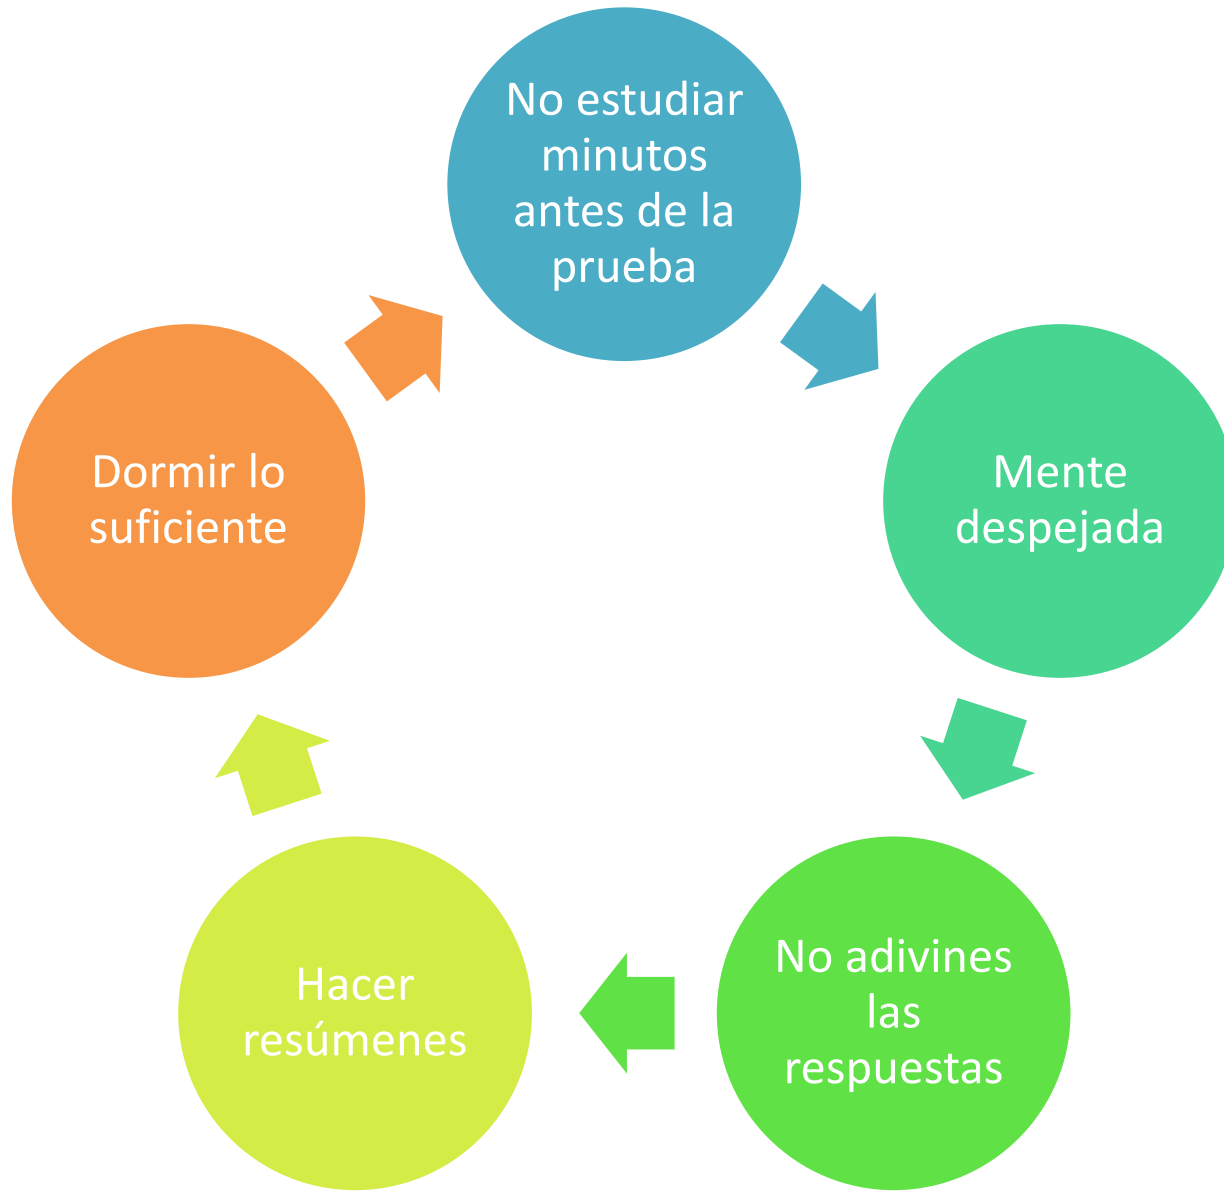 No estudiar
minutos
antes de la
prueba
Mente
despejada
No adivines
las
respuestas
Hacer
resúmenes
Dormir lo
suficiente